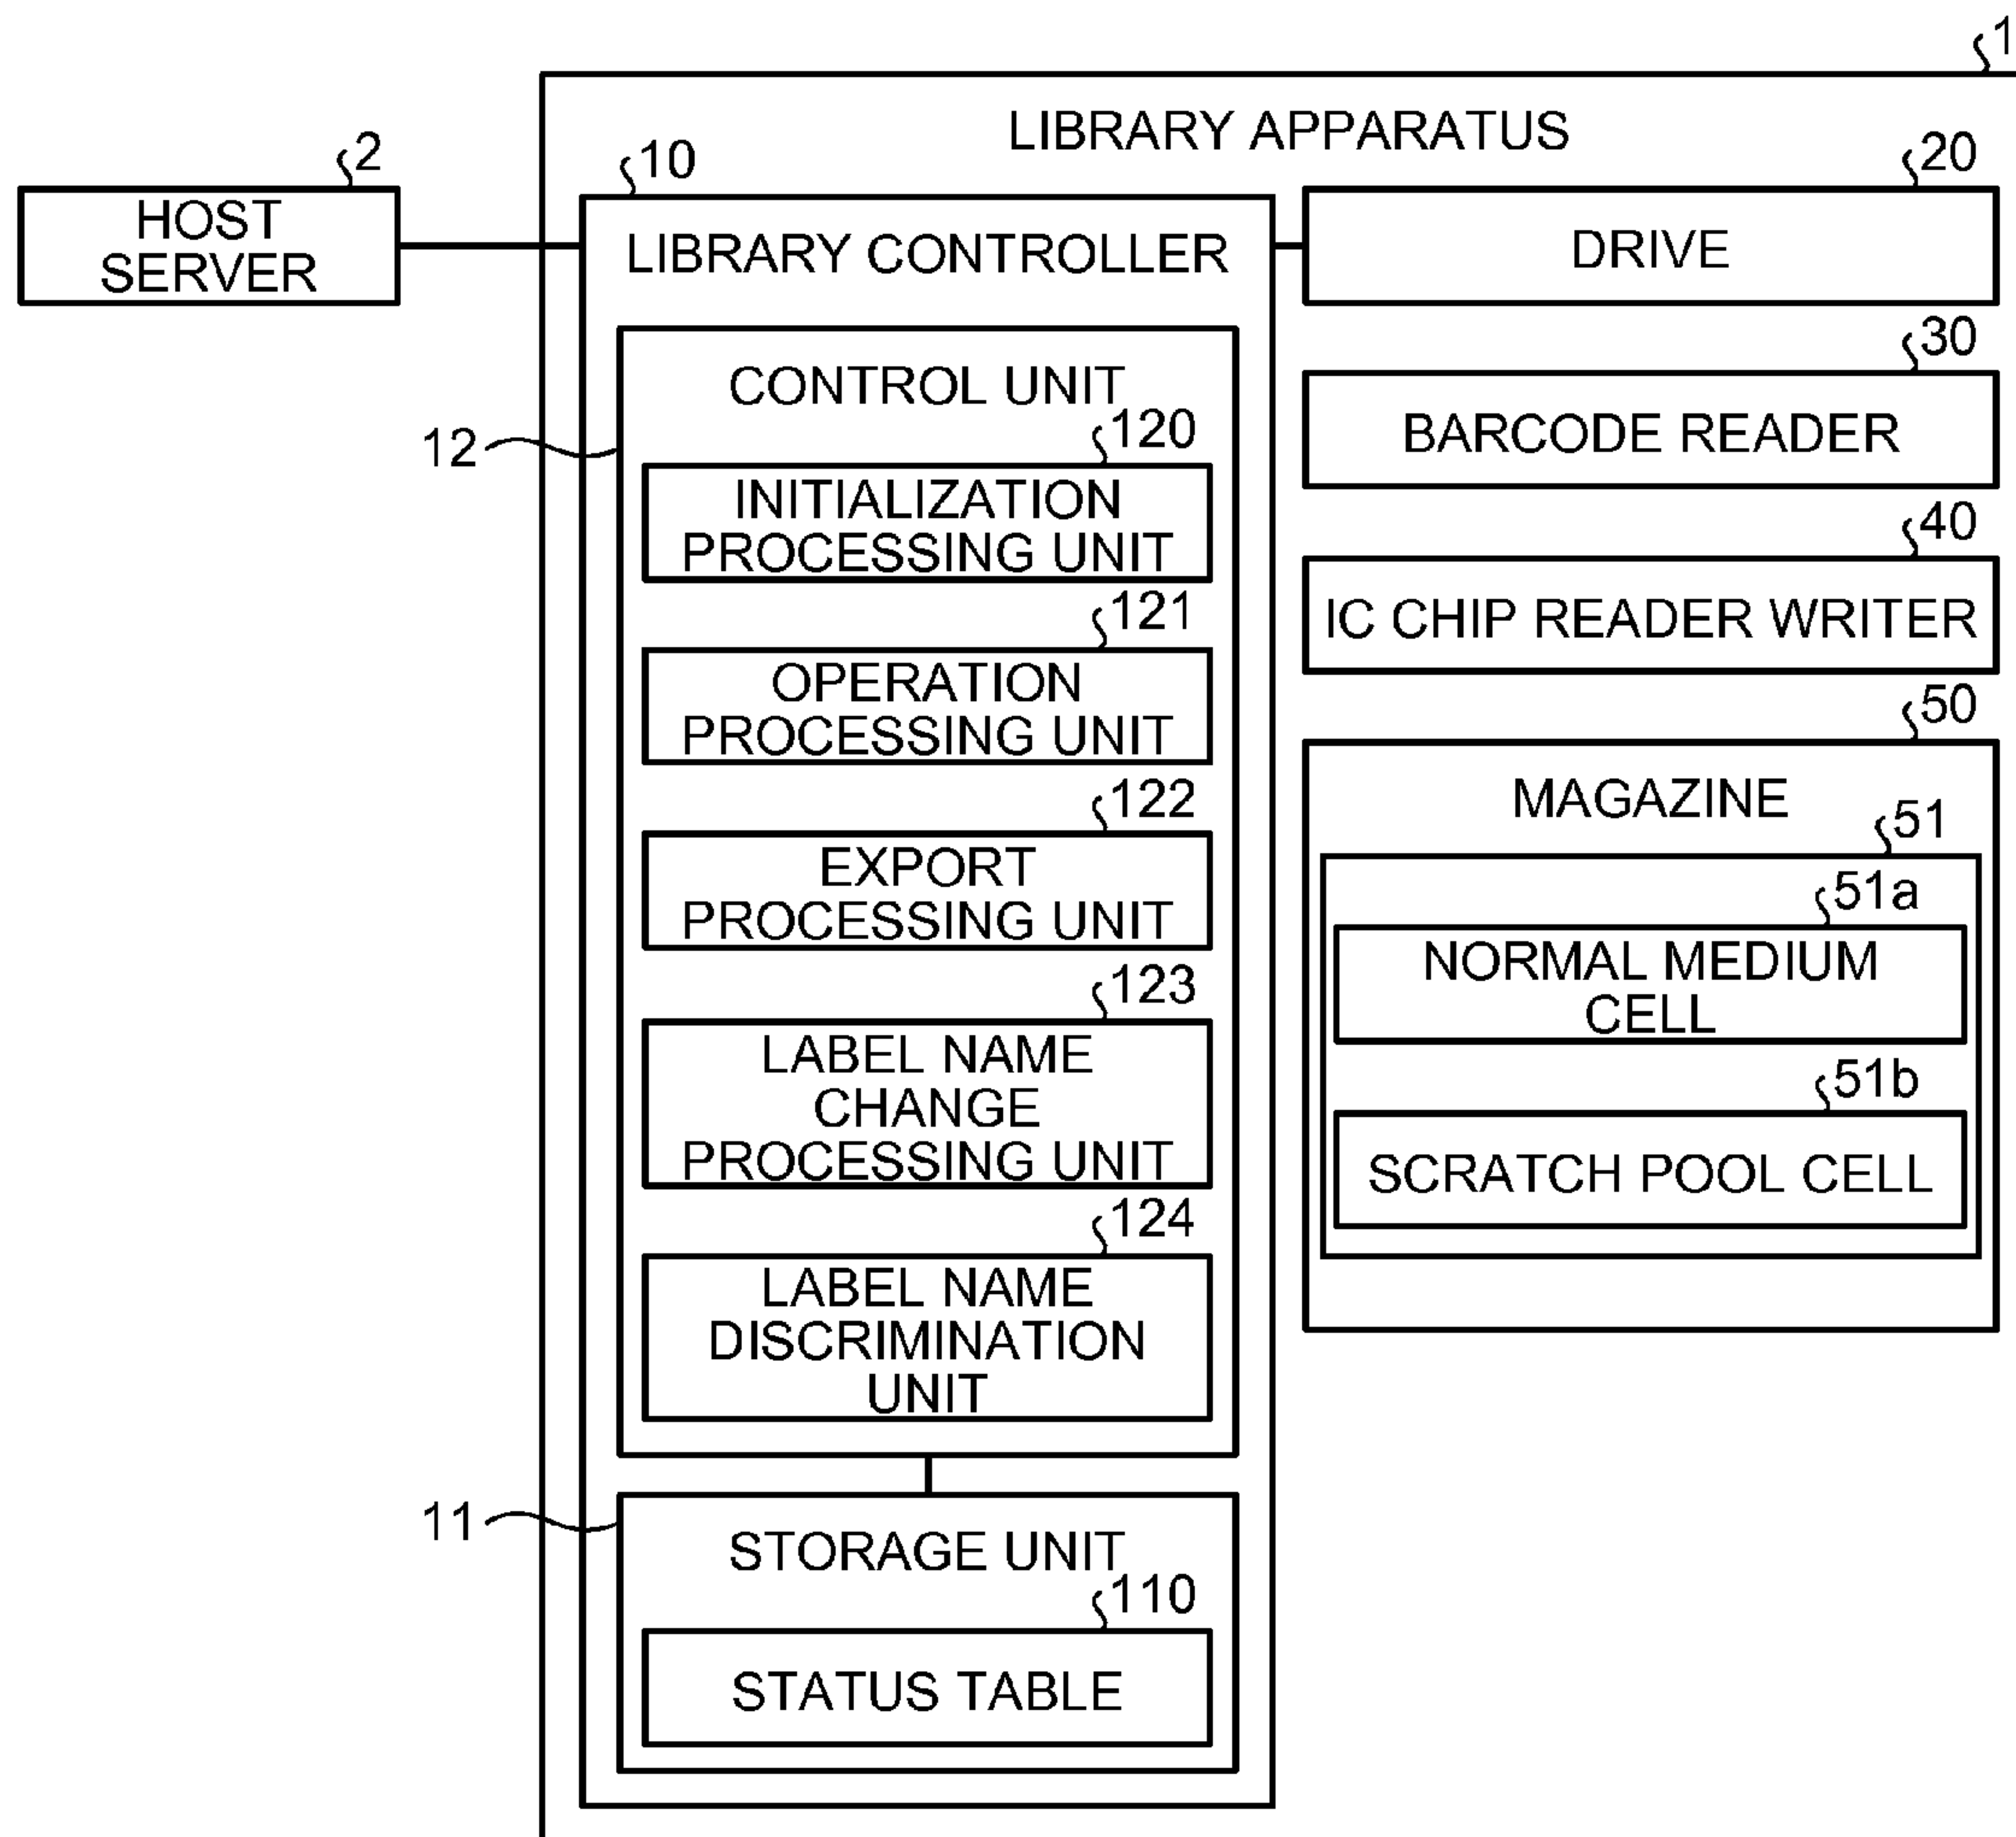 1
LIBRARY APPARATUS
2
HOST
SERVER
10
LIBRARY CONTROLLER
12
CONTROL UNIT
120
INITIALIZATION
PROCESSING UNIT
121
OPERATION
PROCESSING UNIT
122
EXPORT
PROCESSING UNIT
123
LABEL NAME
CHANGE
PROCESSING UNIT
124
LABEL NAME
DISCRIMINATION
UNIT
11
STORAGE UNIT
110
STATUS TABLE
20
DRIVE
30
BARCODE READER
40
IC CHIP READER WRITER
50
MAGAZINE
51
51a
NORMAL MEDIUM
CELL
51b
SCRATCH POOL CELL